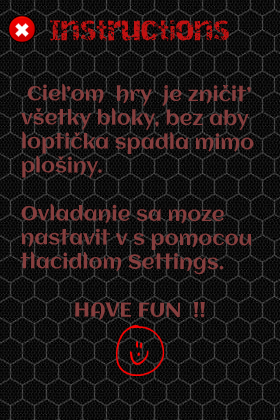 Instructions
Cieľom hry je zničiť
všetky bloky, bez aby
loptička spadla mimo
plošiny.
Ovladanie sa moze
nastavit v s pomocou
tlacidlom Settings.
HAVE FUN !!